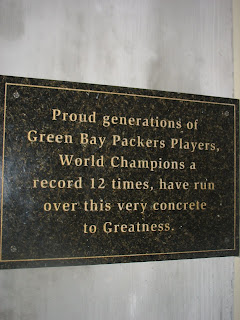 Proud generations of
Green Bay Packers Players,
World Champions a
record 12 times, have run
over this very concrete
to Greatness.